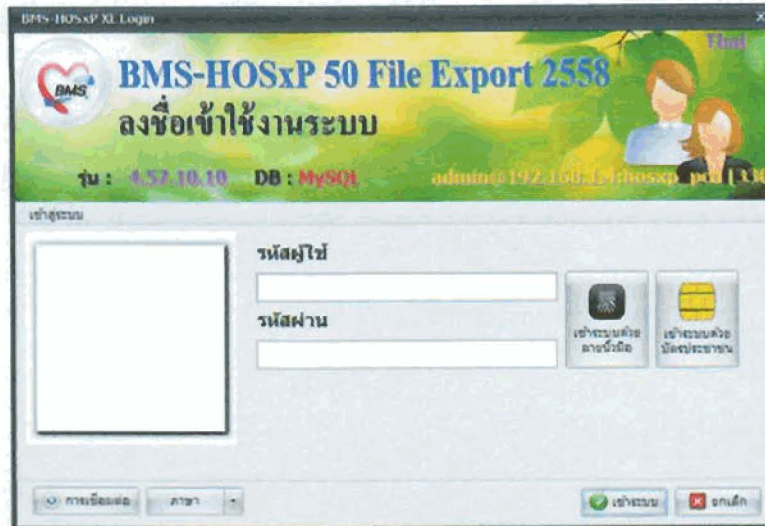 BMS-HOSxP XE Login
Thai
BMS
BMS-HOSxP 50 File Export 2558
ลงชื่อเข้าใช้งานระบบ
รุ่น : 4.57.10.10 DB : MySQL
เข้าสู่ระบบ
รหัสผู้ใช้
รหัสผ่าน
เข้าระบบด้วย
ลายนิ้วมือ
เข้าระบบด้วย
บัตรประชาชน
การเชื่อมต่อ
ภาษา
เข้าระบบ
ยกเลิก